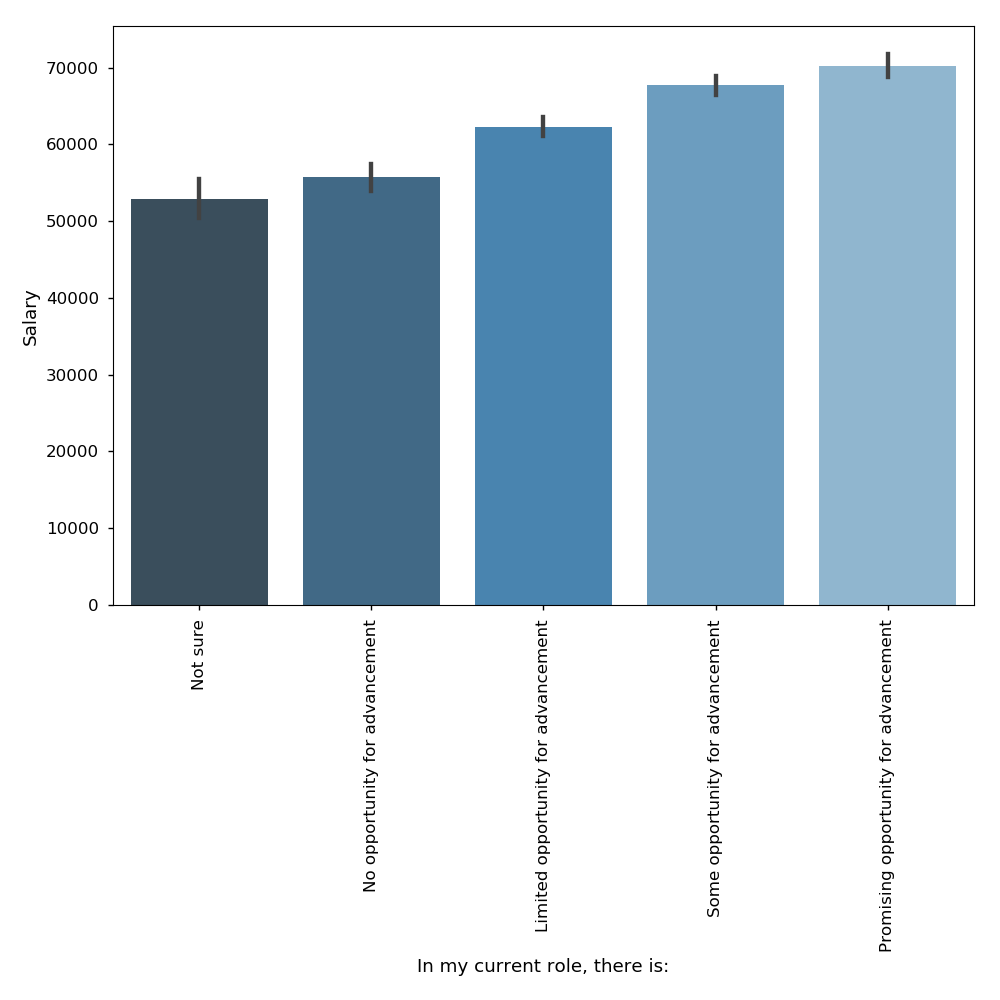 Salary
70000
60000
50000
40000
30000
20000
10000
0
Not sure
No opportunity for advancement
Limited opportunity for advancement
Some opportunity for advancement
Promising opportunity for advancement
In my current role, there is: